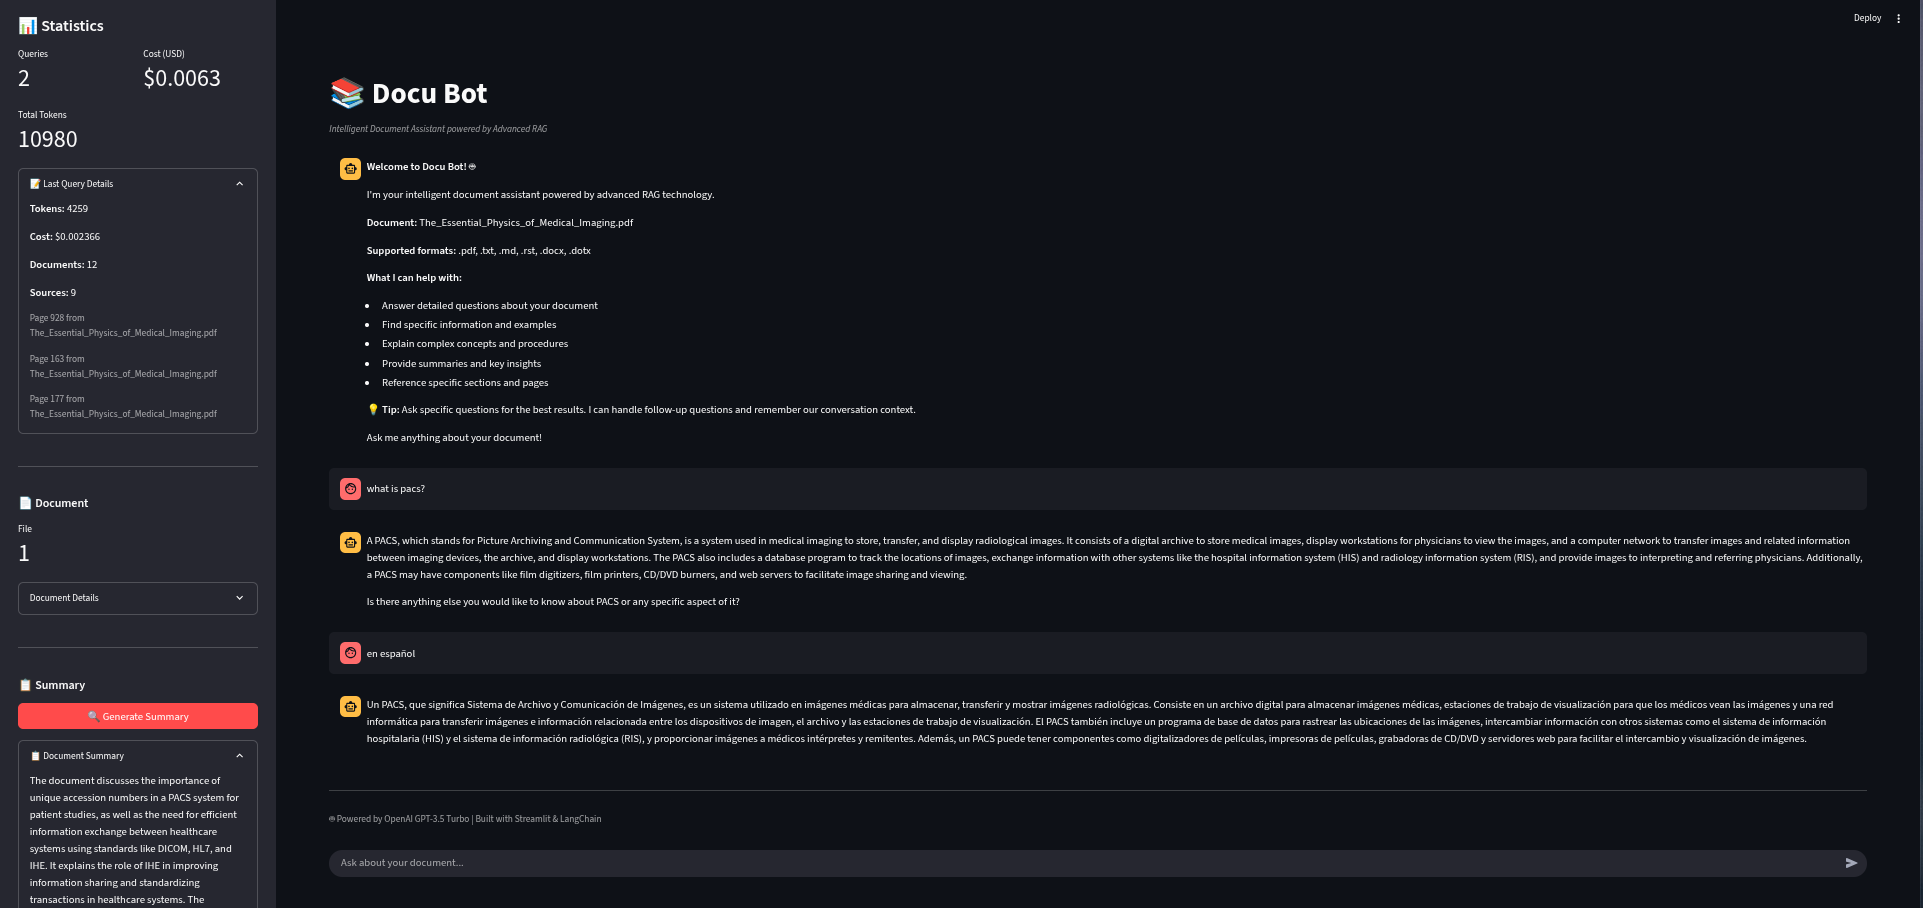 📊 Statistics
Queries
2
Cost (USD)
$0.0063
Total Tokens
10980
📝 Last Query Details
Tokens: 4259
Cost: $0.002366
Documents: 12
Sources: 9
Page 928 from
The_Essential_Physics_of_Medical_Imaging.pdf
Page 163 from
The_Essential_Physics_of_Medical_Imaging.pdf
Page 177 from
The_Essential_Physics_of_Medical_Imaging.pdf
📄 Document
File
1
Document Details
📋 Summary
🔍 Generate Summary
📋 Document Summary
The document discusses the importance of
unique accession numbers in a PACS system for
patient studies, as well as the need for efficient
information exchange between healthcare
systems using standards like DICOM, HL7, and
IHE. It explains the role of IHE in improving
information sharing and standardizing
transactions in healthcare systems. The
Deploy
📚 Docu Bot
Intelligent Document Assistant powered by Advanced RAG
Welcome to Docu Bot!
I'm your intelligent document assistant powered by advanced RAG technology.
Document: The_Essential_Physics_of_Medical_Imaging.pdf
Supported formats: .pdf, .txt, .md, .rst, .docx, .dotx
What I can help with:
• Answer detailed questions about your document
• Find specific information and examples
• Explain complex concepts and procedures
• Provide summaries and key insights
• Reference specific sections and pages
💡 Tip: Ask specific questions for the best results. I can handle follow-up questions and remember our conversation context.
Ask me anything about your document!
what is pacs?
A PACS, which stands for Picture Archiving and Communication System, is a system used in medical imaging to store, transfer, and display radiological images. It consists of a digital archive to store medical images, display workstations for physicians to view the images, and a computer network to transfer images and related information
between imaging devices, the archive, and display workstations. The PACS also includes a database program to track the locations of images, exchange information with other systems like the hospital information system (HIS) and radiology information system (RIS), and provide images to interpreting and referring physicians. Additionally,
a PACS may have components like film digitizers, film printers, CD/DVD burners, and web servers to facilitate image sharing and viewing.
Is there anything else you would like to know about PACS or any specific aspect of it?
en español
Un PACS, que significa Sistema de Archivo y Comunicación de Imágenes, es un sistema utilizado en imágenes médicas para almacenar, transferir y mostrar imágenes radiológicas. Consiste en un archivo digital para almacenar imágenes médicas, estaciones de trabajo de visualización para que los médicos vean las imágenes y una red
informática para transferir imágenes e información relacionada entre los dispositivos de imagen, el archivo y las estaciones de trabajo de visualización. El PACS también incluye un programa de base de datos para rastrear las ubicaciones de las imágenes, intercambiar información con otros sistemas como el sistema de información
hospitalaria (HIS) y el sistema de información radiológica (RIS), y proporcionar imágenes a médicos intérpretes y remitentes. Además, un PACS puede tener componentes como digitalizadores de películas, impresoras de películas, grabadoras de CD/DVD y servidores web para facilitar el intercambio y visualización de imágenes.
Powered by OpenAI GPT-3.5 Turbo | Built with Streamlit & LangChain
Ask about your document...